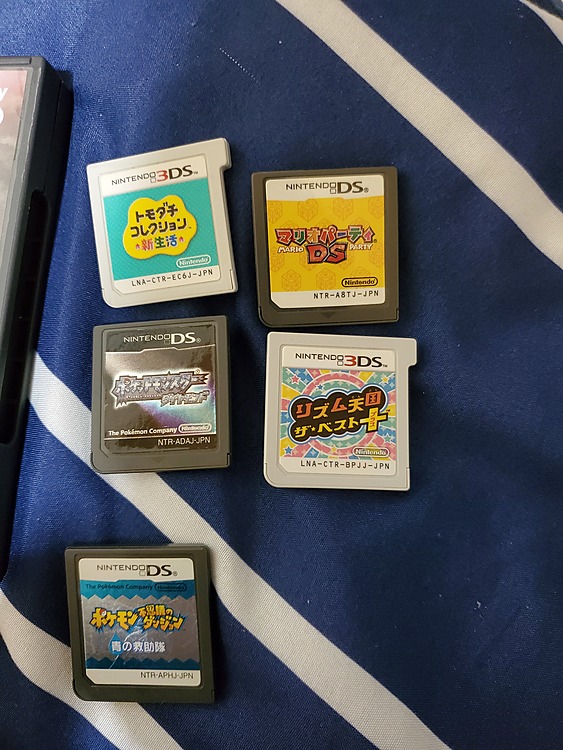 NINTENDO 3DS™
トモダチ
コレクション™
新生活
Nintendo
LNA-CTR-EC6J-JPN
NINTENDO DS®
マリオパーティ
MARIO DS PARTY
Nintendo
NTR-A8TJ-JPN
NINTENDO DS®
ポケットモンスター
ダイヤモンド
The Pokémon Company Nintendo
NTR-ADAJ-JPN
NINTENDO 3DS™
リズム天国
ザ・ベスト+
Nintendo
LNA-CTR-BPJJ-JPN
NINTENDO DS®
The Pokémon Company Nintendo
ポケモン不思議の
ダンジョン
青の救助隊
NTR-APHJ-JPN